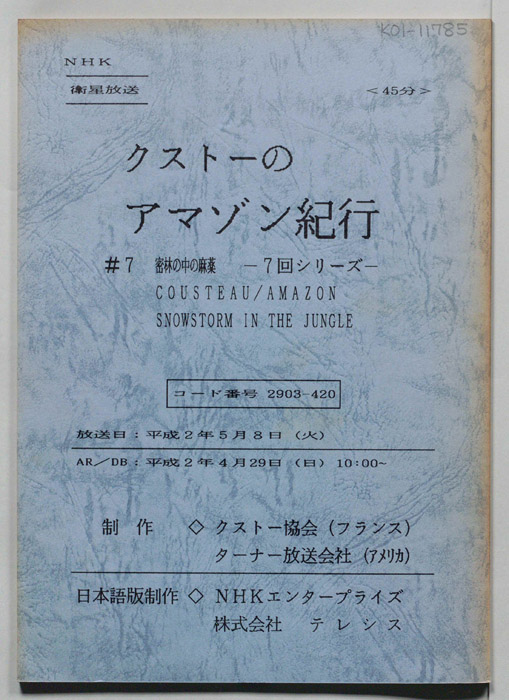 K01-11785
NHK
衛星放送
＜45分＞
クストーの
アマゾン紀行
＃7 密林の中の麻薬 －7回シリーズ－
COUSTEAU/AMAZON
SNOWSTORM IN THE JUNGLE
コード番号 2903-420
放送日：平成2年5月8日（火）
AR／DB：平成2年4月29日（日）10:00~
制作 ◇ クストー協会（フランス）
ターナー放送会社（アメリカ）
日本語版制作 ◇ NHKエンタープライズ
株式会社 テレシス